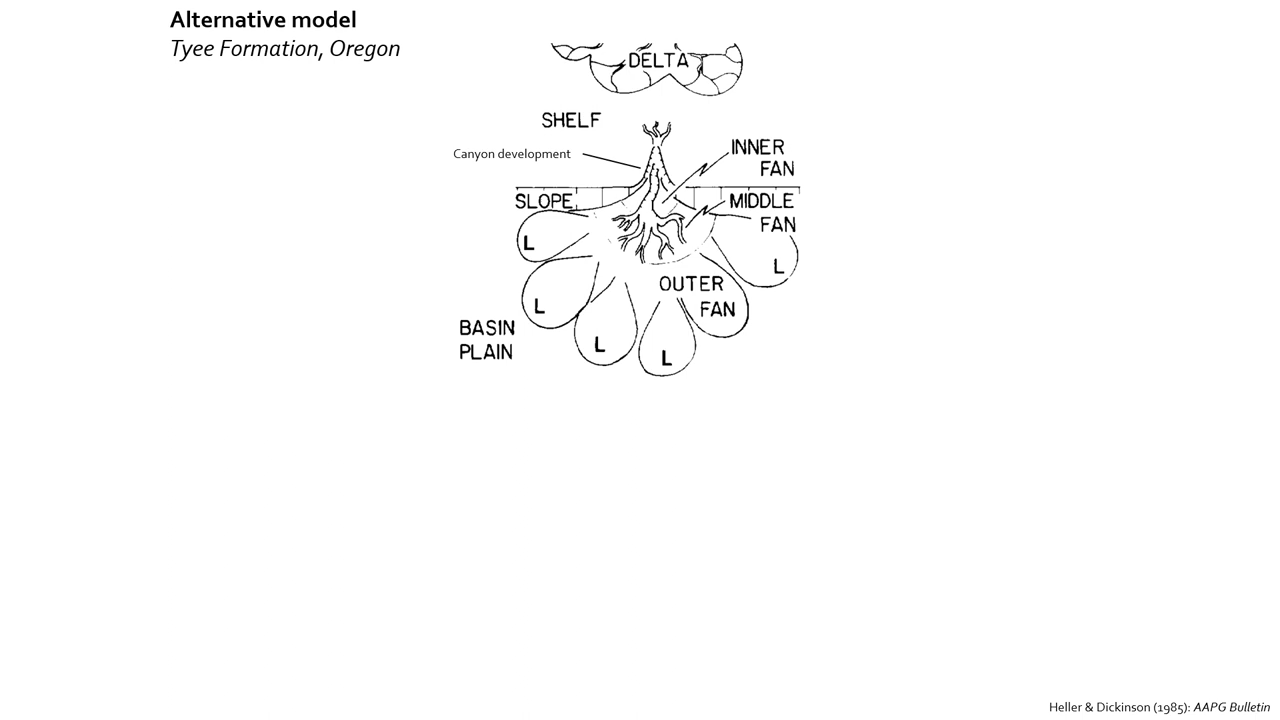 Alternative model
Tyee Formation, Oregon
DELTA
SHELF
Canyon development
INNER
FAN
SLOPE
MIDDLE
FAN
L
L
L
L
L
OUTER
FAN
BASIN
PLAIN
Heller & Dickinson (1985): AAPG Bulletin